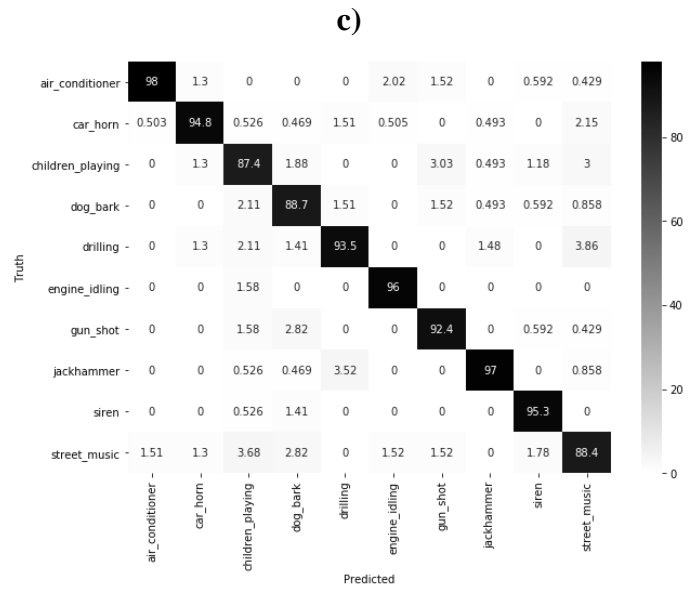 c)
air_conditioner 98 1.3 0 0 0 2.02 1.52 0 0.592 0.429
car_horn 0.503 94.8 0.526 0.469 1.51 0.505 0 0.493 0 2.15
children_playing 0 1.3 87.4 1.88 0 0 3.03 0.493 1.18 3
dog_bark 0 0 2.11 88.7 1.51 0 1.52 0.493 0.592 0.858
drilling 0 1.3 2.11 1.41 93.5 0 0 1.48 0 3.86
engine_idling 0 0 1.58 0 0 96 0 0 0 0
gun_shot 0 0 1.58 2.82 0 0 92.4 0 0.592 0.429
jackhammer 0 0 0.526 0.469 3.52 0 0 97 0 0.858
siren 0 0 0.526 1.41 0 0 0 0 95.3 0
street_music 1.51 1.3 3.68 2.82 0 1.52 1.52 0 1.78 88.4
Truth
air_conditioner
car_horn
children_playing
dog_bark
drilling
engine_idling
gun_shot
jackhammer
siren
street_music
Predicted
80
60
40
20
0